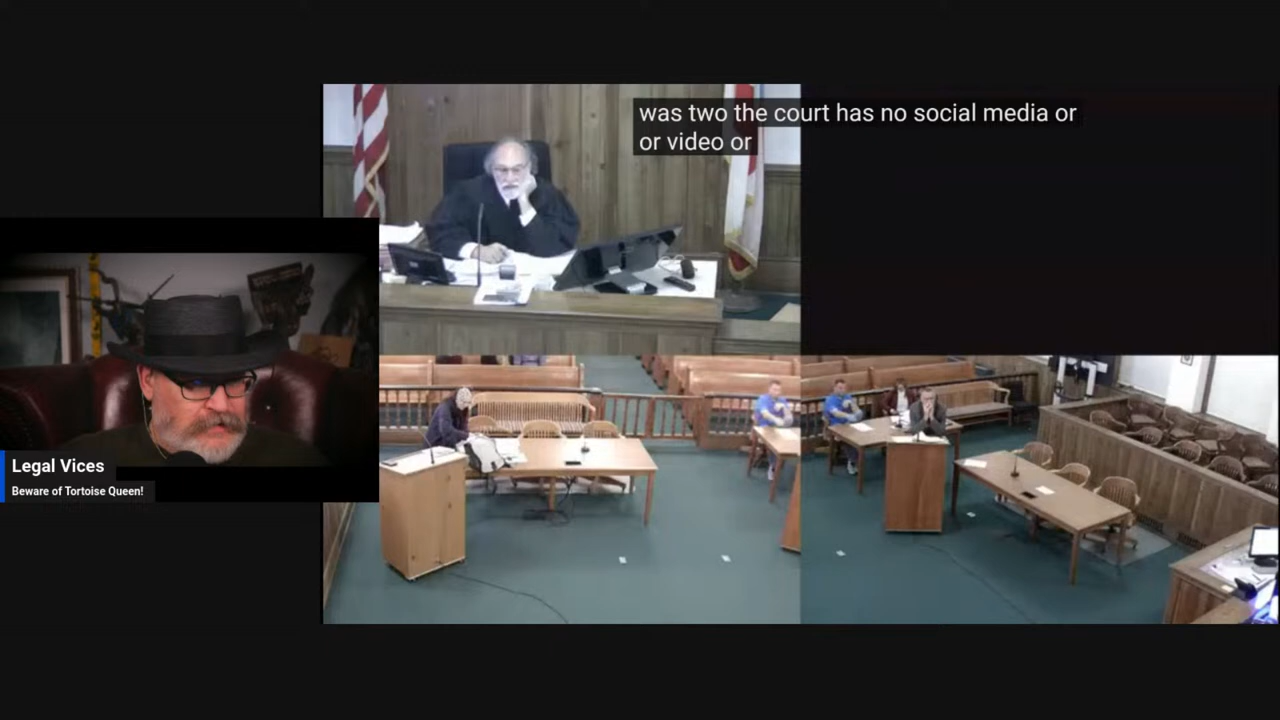 was two the court has no social media or
or video or
Legal Vices
Beware of Tortoise Queen!